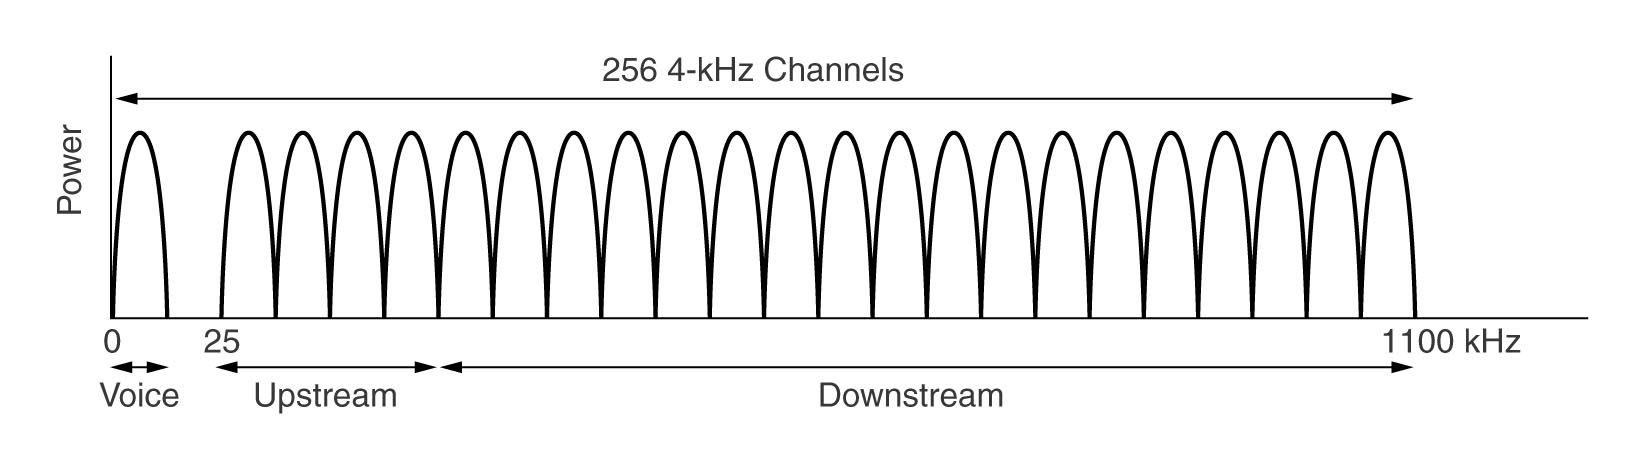 256 4-kHz Channels
Power
0 25 1100 kHz
Voice Upstream Downstream